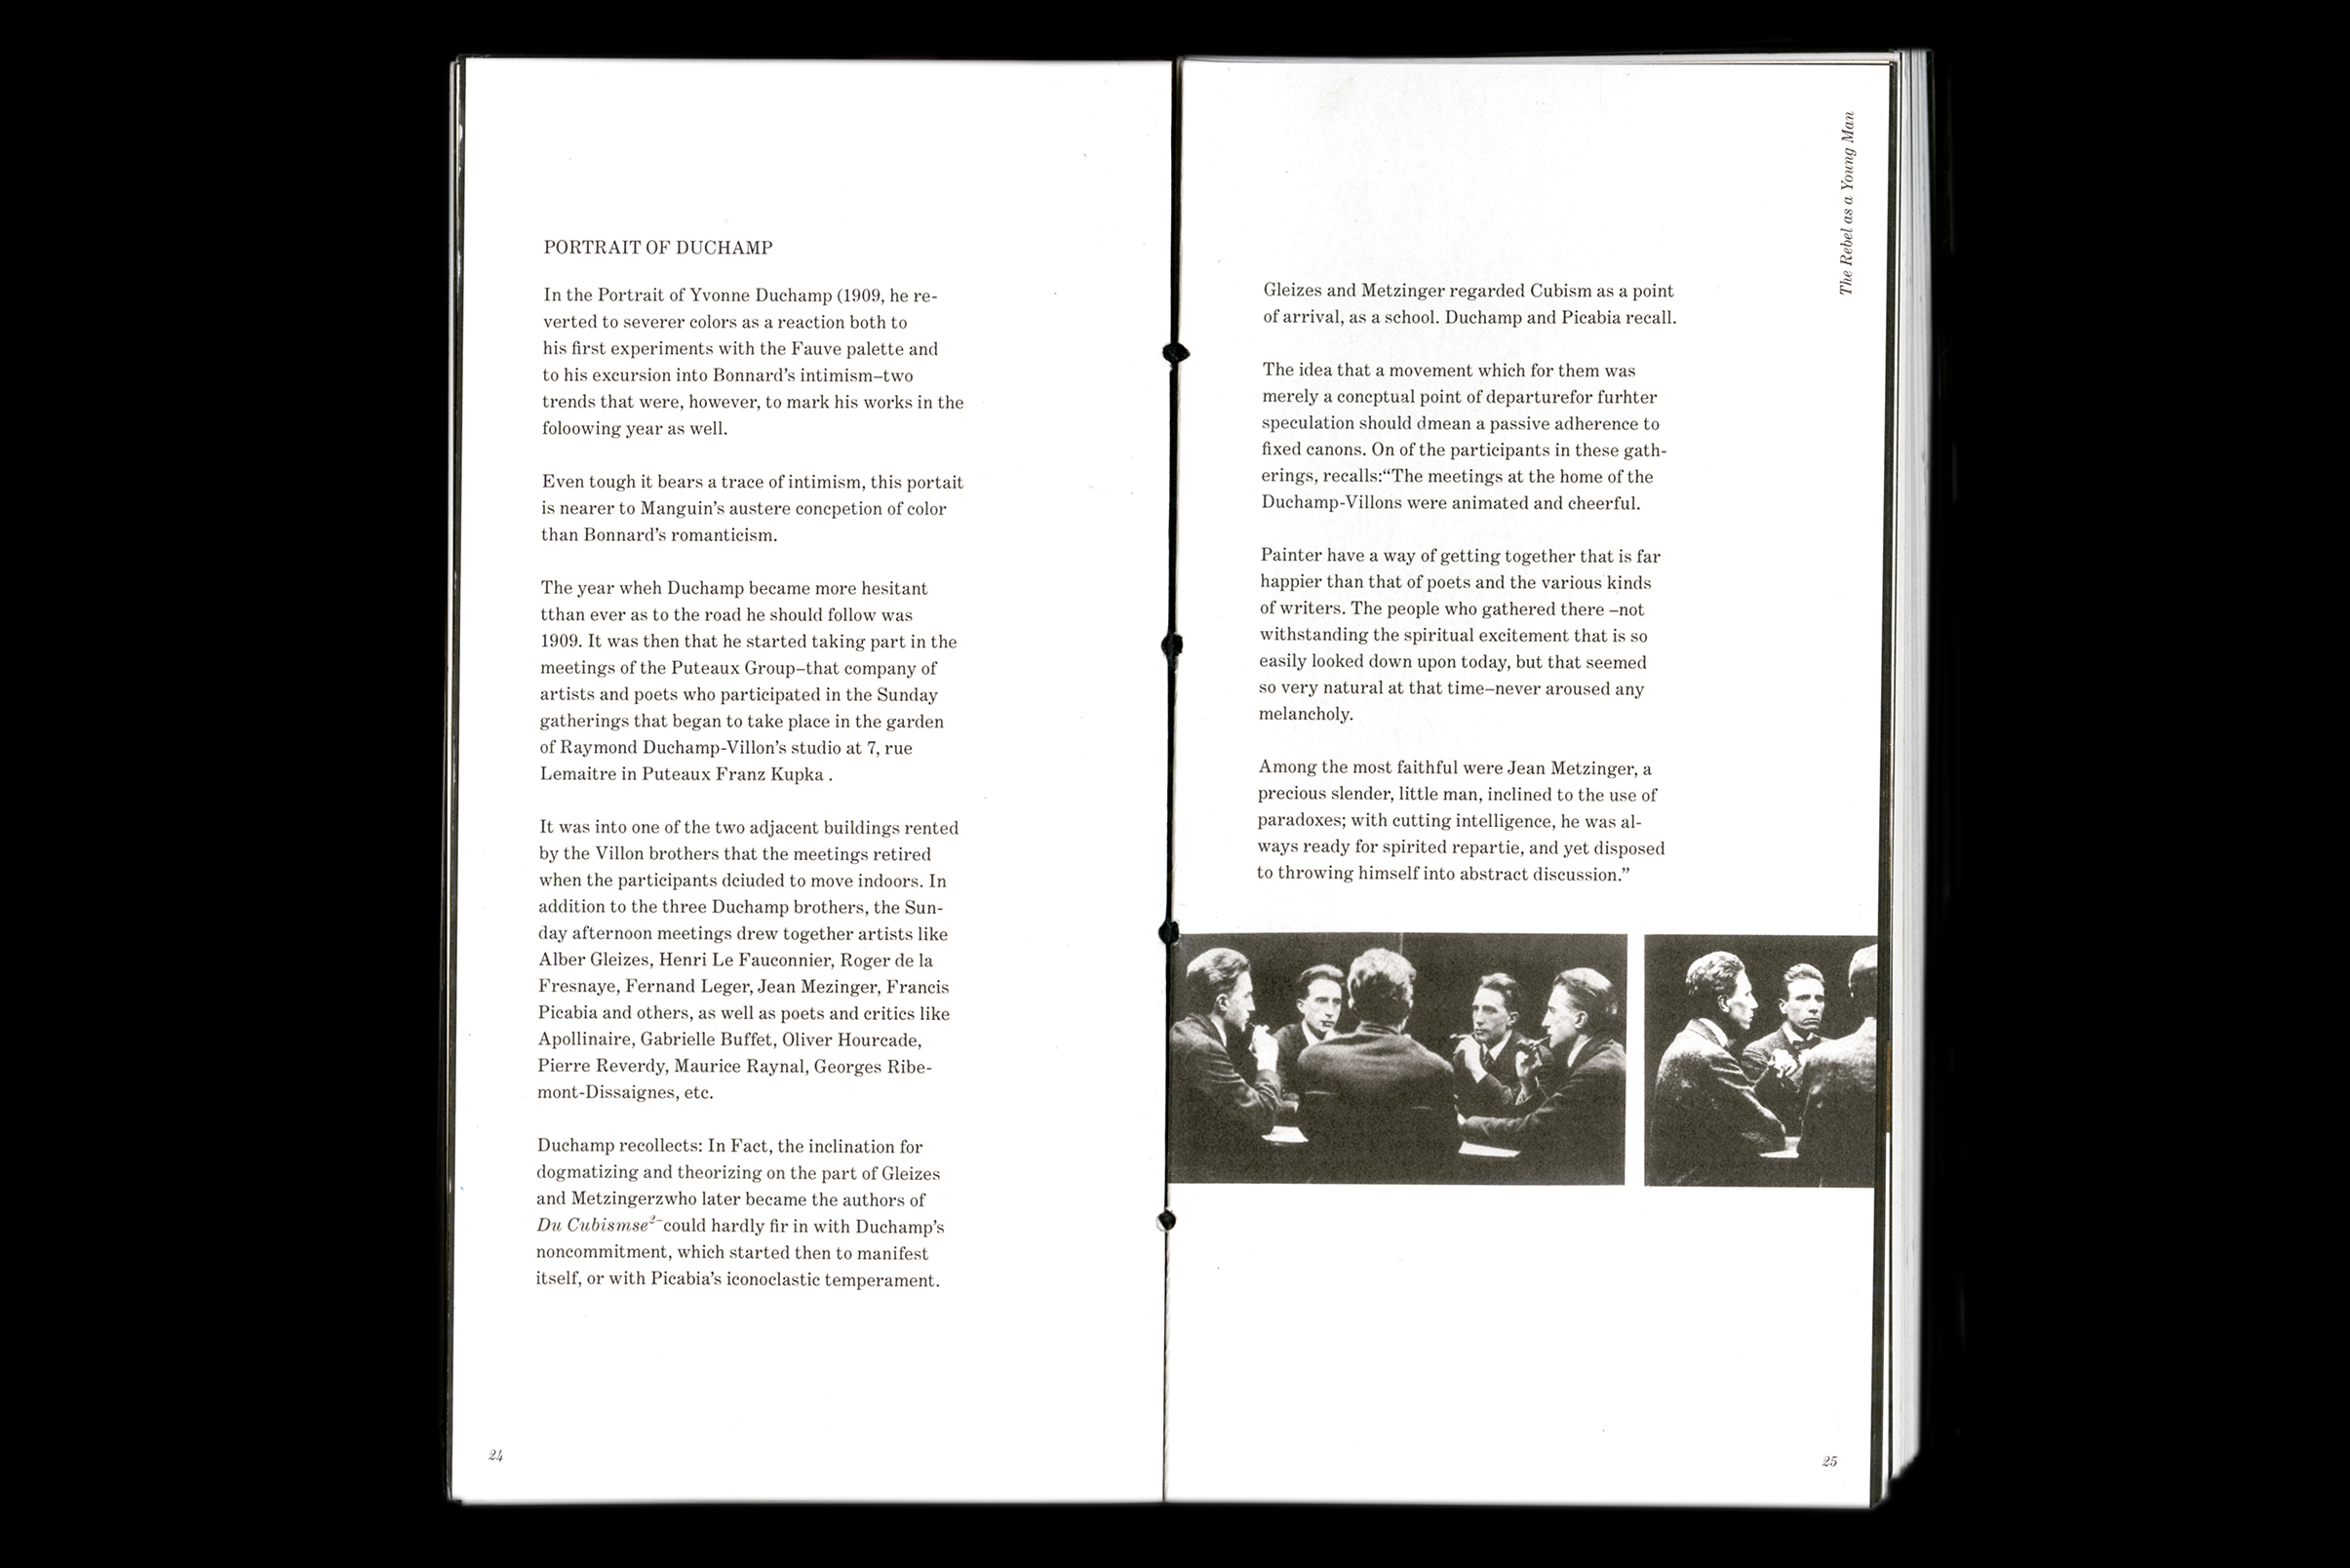 PORTRAIT OF DUCHAMP
In the Portrait of Yvonne Duchamp (1909, he re-
verted to severer colors as a reaction both to
his first experiments with the Fauve palette and
to his excursion into Bonnard's intimism–two
trends that were, however, to mark his works in the
foloowing year as well.
Even tough it bears a trace of intimism, this portait
is nearer to Manguin's austere concpetion of color
than Bonnard's romanticism.
The year wheh Duchamp became more hesitant
tthan ever as to the road he should follow was
1909. It was then that he started taking part in the
meetings of the Puteaux Group–that company of
artists and poets who participated in the Sunday
gatherings that began to take place in the garden
of Raymond Duchamp-Villon's studio at 7, rue
Lemaitre in Puteaux Franz Kupka .
It was into one of the two adjacent buildings rented
by the Villon brothers that the meetings retired
when the participants dciuded to move indoors. In
addition to the three Duchamp brothers, the Sun-
day afternoon meetings drew together artists like
Alber Gleizes, Henri Le Fauconnier, Roger de la
Fresnaye, Fernand Leger, Jean Mezinger, Francis
Picabia and others, as well as poets and critics like
Apollinaire, Gabrielle Buffet, Oliver Hourcade,
Pierre Reverdy, Maurice Raynal, Georges Ribe-
mont-Dissaignes, etc.
Duchamp recollects: In Fact, the inclination for
dogmatizing and theorizing on the part of Gleizes
and Metzingerzwho later became the authors of
Du Cubismse²–could hardly fir in with Duchamp's
noncommitment, which started then to manifest
itself, or with Picabia's iconoclastic temperament.
24
The Rebel as a Young Man
Gleizes and Metzinger regarded Cubism as a point
of arrival, as a school. Duchamp and Picabia recall.
The idea that a movement which for them was
merely a concptual point of departurefor furhter
speculation should dmean a passive adherence to
fixed canons. On of the participants in these gath-
erings, recalls:“The meetings at the home of the
Duchamp-Villons were animated and cheerful.
Painter have a way of getting together that is far
happier than that of poets and the various kinds
of writers. The people who gathered there –not
withstanding the spiritual excitement that is so
easily looked down upon today, but that seemed
so very natural at that time–never aroused any
melancholy.
Among the most faithful were Jean Metzinger, a
precious slender, little man, inclined to the use of
paradoxes; with cutting intelligence, he was al-
ways ready for spirited repartie, and yet disposed
to throwing himself into abstract discussion.”
25